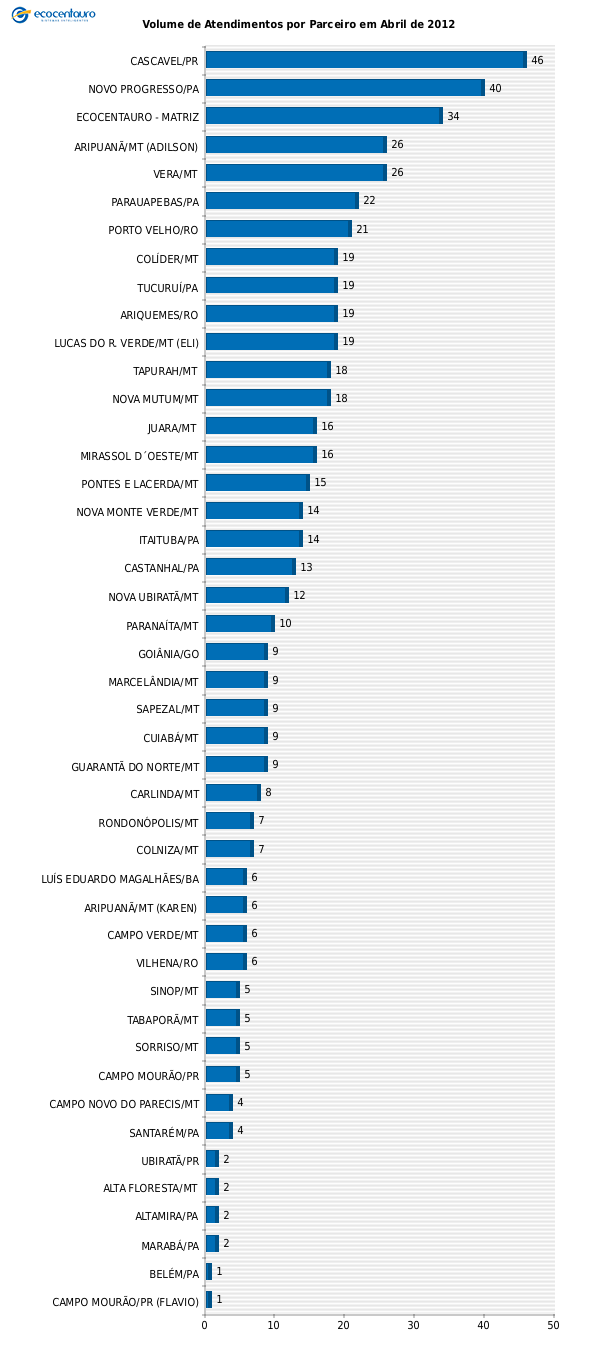 ecocentauro
Volume de Atendimentos por Parceiro em Abril de 2012
CASCAVEL/PR 46
NOVO PROGRESSO/PA 40
ECOCENTAURO - MATRIZ 34
ARIPUANÃ/MT (ADILSON) 26
VERA/MT 26
PARAUAPEBAS/PA 22
PORTO VELHO/RO 21
COLÍDER/MT 19
TUCURUÍ/PA 19
ARIQUEMES/RO 19
LUCAS DO R. VERDE/MT (ELI) 19
TAPURAH/MT 18
NOVA MUTUM/MT 18
JUARA/MT 16
MIRASSOL D´OESTE/MT 16
PONTES E LACERDA/MT 15
NOVA MONTE VERDE/MT 14
ITAITUBA/PA 14
CASTANHAL/PA 13
NOVA UBIRATÃ/MT 12
PARANAÍTA/MT 10
GOIÂNIA/GO 9
MARCELÂNDIA/MT 9
SAPEZAL/MT 9
CUIABÁ/MT 9
GUARANTÃ DO NORTE/MT 9
CARLINDA/MT 8
RONDONÓPOLIS/MT 7
COLNIZA/MT 7
LUÍS EDUARDO MAGALHÃES/BA 6
ARIPUANÃ/MT (KAREN) 6
CAMPO VERDE/MT 6
VILHENA/RO 6
SINOP/MT 5
TABAPORÃ/MT 5
SORRISO/MT 5
CAMPO MOURÃO/PR 5
CAMPO NOVO DO PARECIS/MT 4
SANTARÉM/PA 4
UBIRATÃ/PR 2
ALTA FLORESTA/MT 2
ALTAMIRA/PA 2
MARABÁ/PA 2
BELÉM/PA 1
CAMPO MOURÃO/PR (FLAVIO) 1
0 10 20 30 40 50